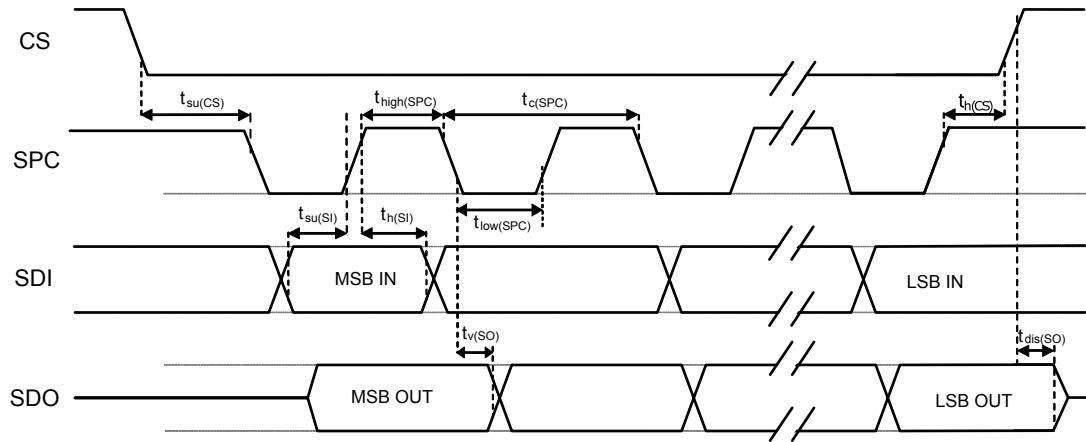 CS
t_su(CS)
t_high(SPC)
t_c(SPC)
t_h(CS)
SPC
t_su(SI)
t_h(SI)
t_low(SPC)
SDI
MSB IN
LSB IN
t_v(SO)
t_dis(SO)
SDO
MSB OUT
LSB OUT